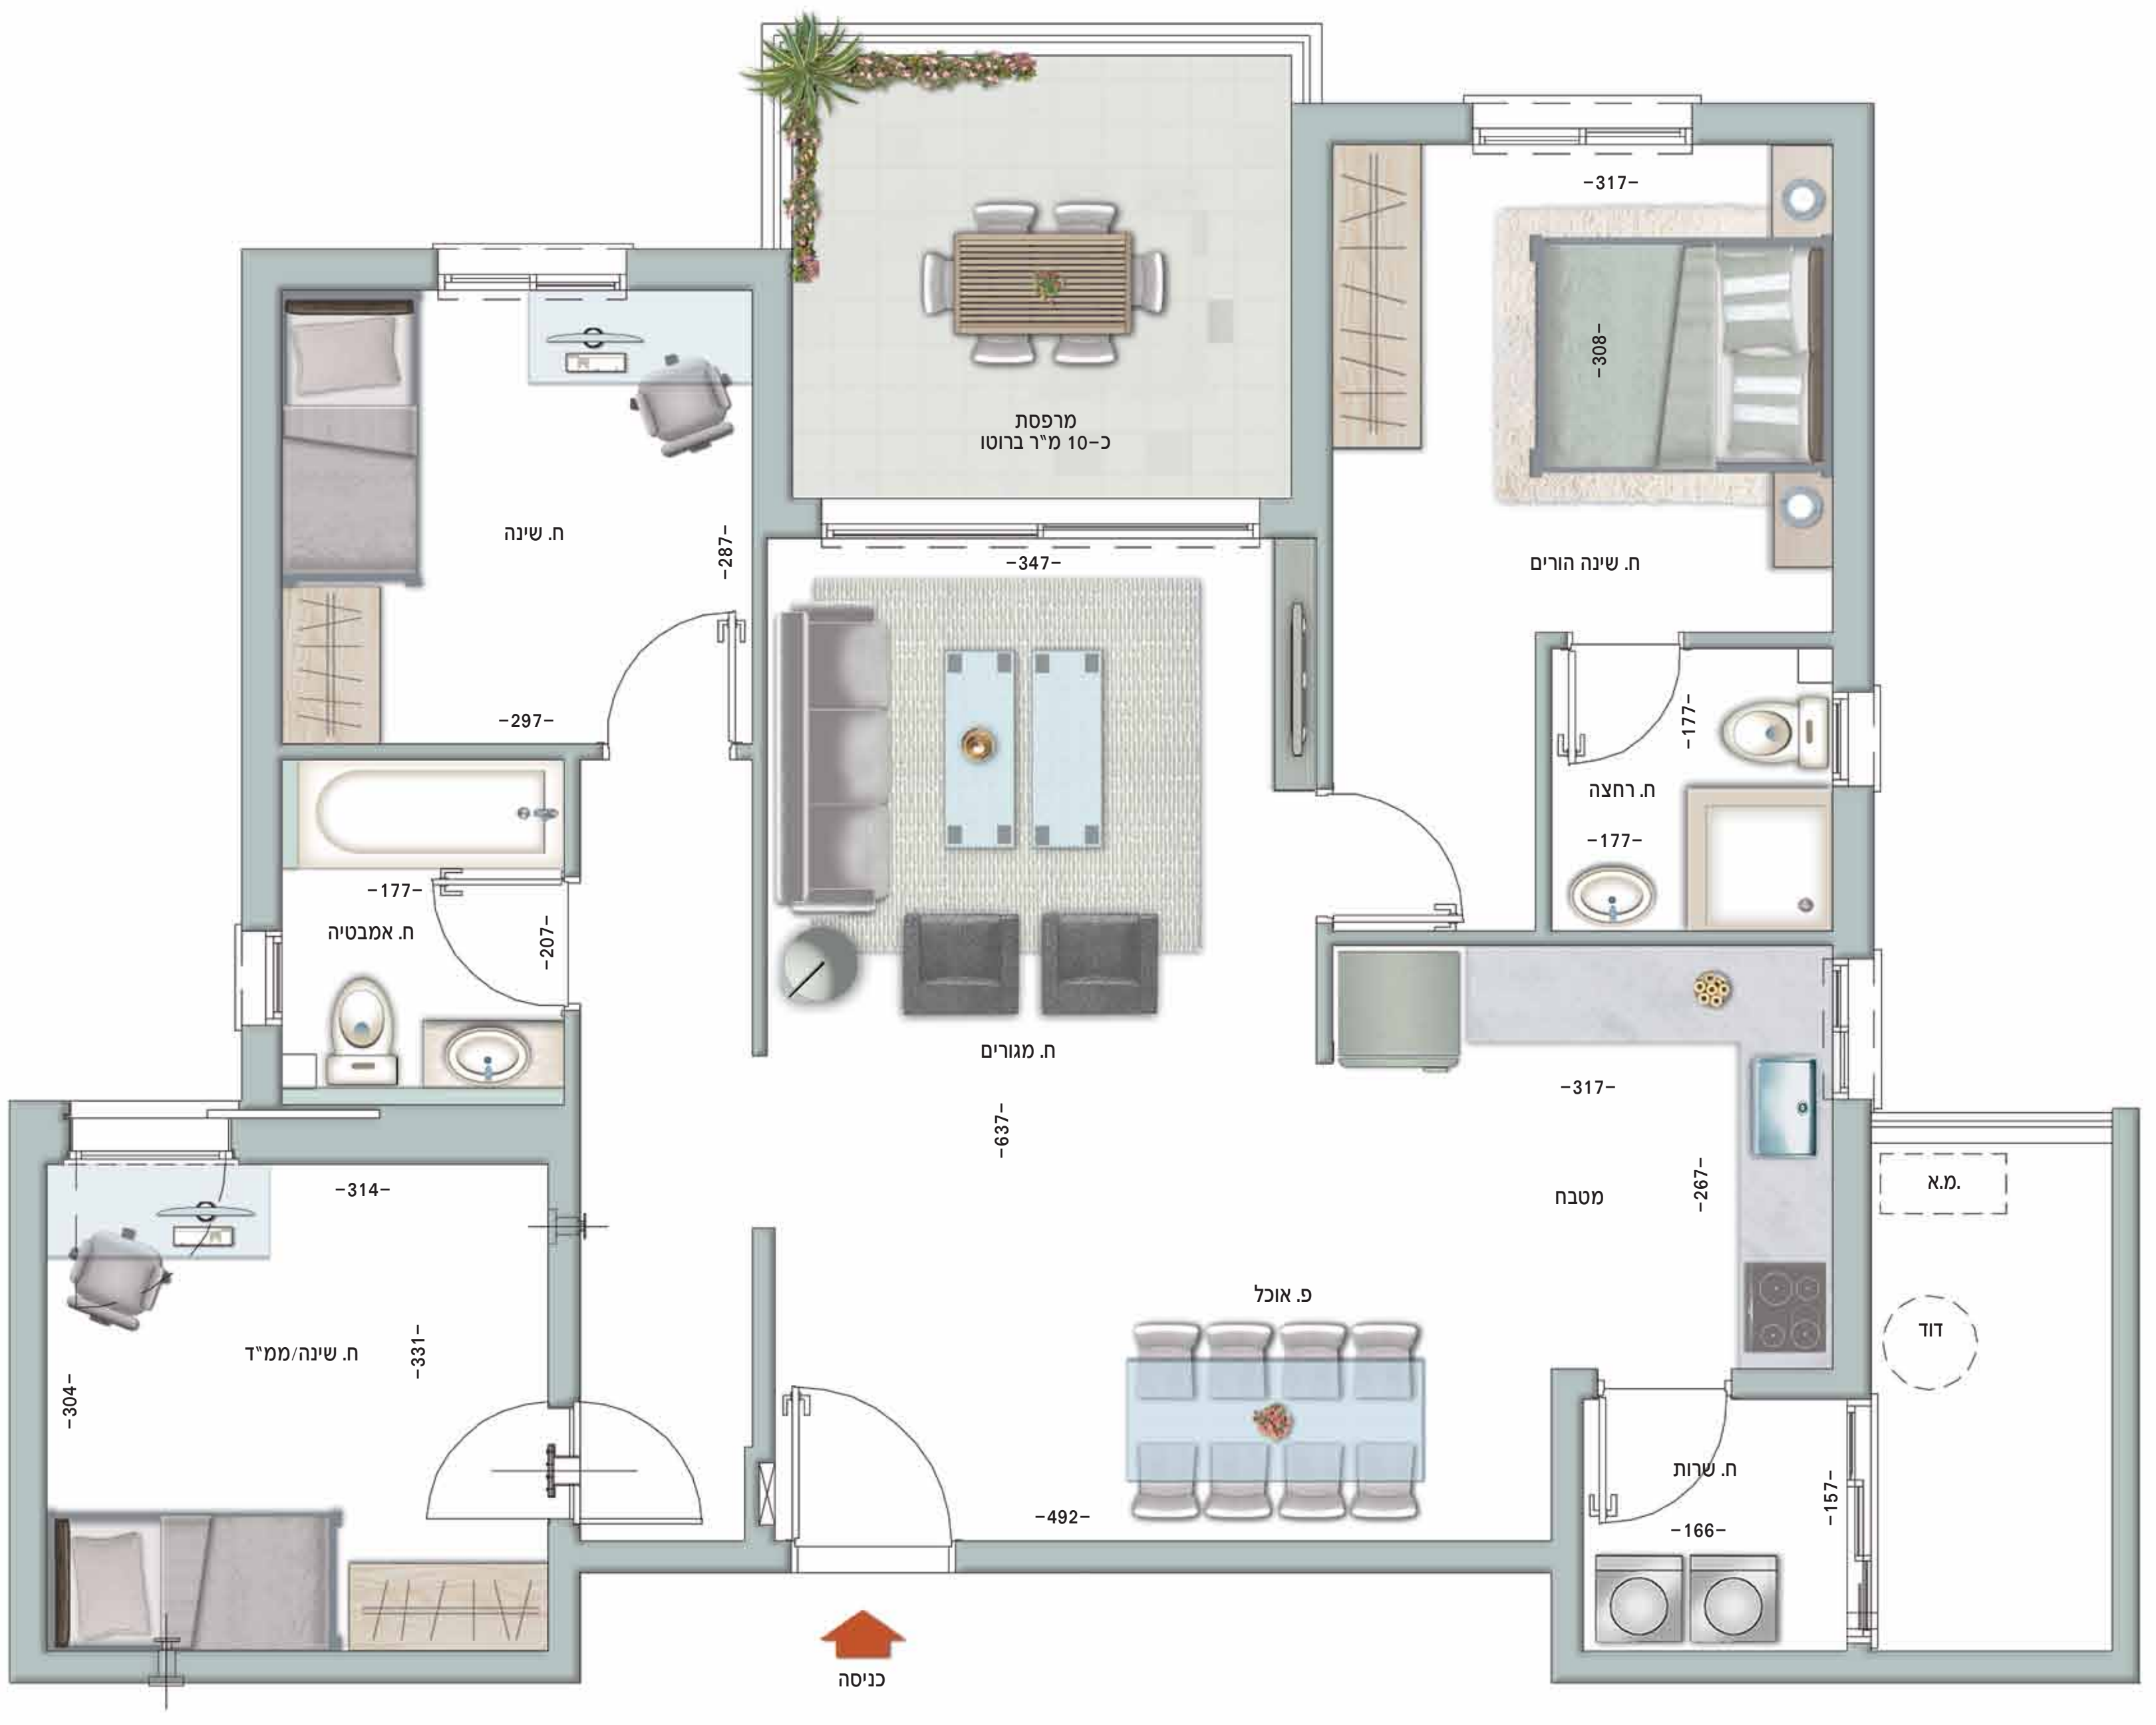 -317-
-308-
מרפסת
כ-10 מ"ר ברוטו
ח. שינה
-287-
-347-
ח. שינה הורים
-297-
-177-
ח. רחצה
-177-
-177-
ח. אמבטיה
-207-
ח. מגורים
-317-
-637-
-267-
מטבח
מ.א.
-314-
פ. אוכל
דוד
ח. שינה/ממ"ד
-331-
-304-
ח. שרות
-157-
-492-
-166-
כניסה